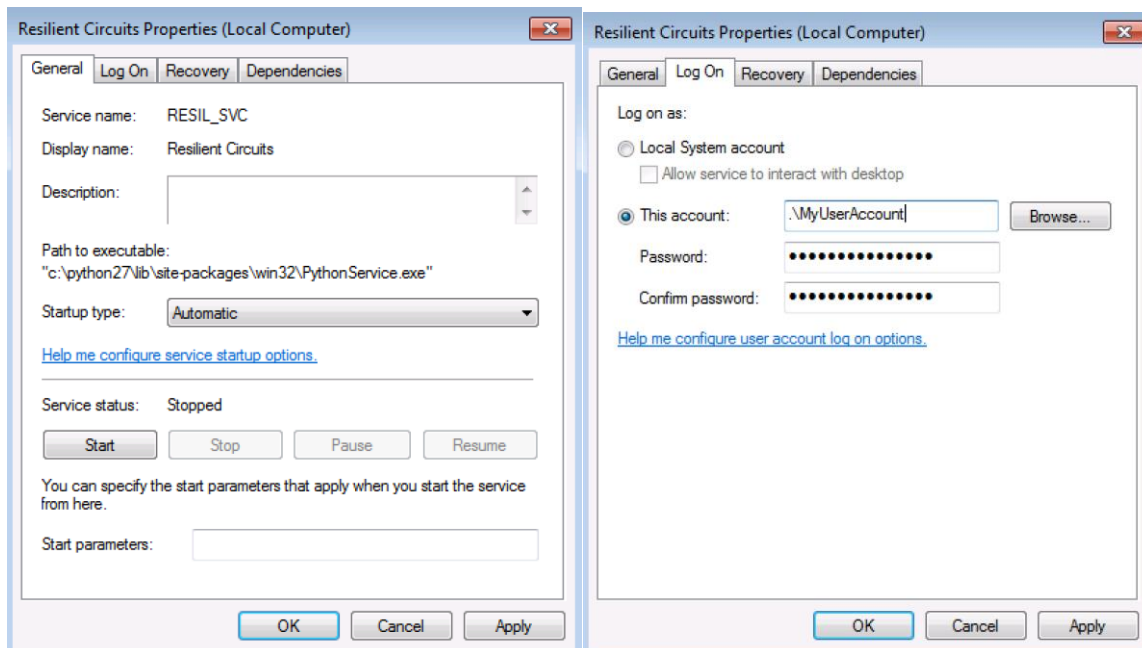 Resilient Circuits Properties (Local Computer)
General Log On Recovery Dependencies
Service name: RESIL_SVC
Display name: Resilient Circuits
Description:
Path to executable:
"c:\python27\lib\site-packages\win32\PythonService.exe"
Startup type: Automatic
Help me configure service startup options.
Service status: Stopped
Start Stop Pause Resume
You can specify the start parameters that apply when you start the service
from here.
Start parameters:
OK Cancel Apply
Resilient Circuits Properties (Local Computer)
General Log On Recovery Dependencies
Log on as:
Local System account
Allow service to interact with desktop
This account: .\MyUserAccount Browse...
Password: •••••••••••••••
Confirm password: •••••••••••••••
Help me configure user account log on options.
OK Cancel Apply